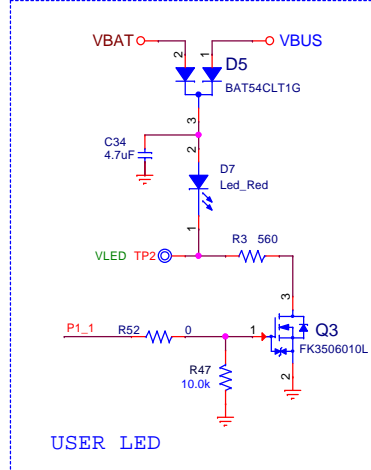 VBAT VBUS
2 1
D5
BAT54CLT1G
3
C34
4.7uF
2
D7
Led_Red
1
VLED TP2 R3 560
3
P1_1 R52 0 1 Q3
FK3506010L
R47
10.0k
2
USER LED